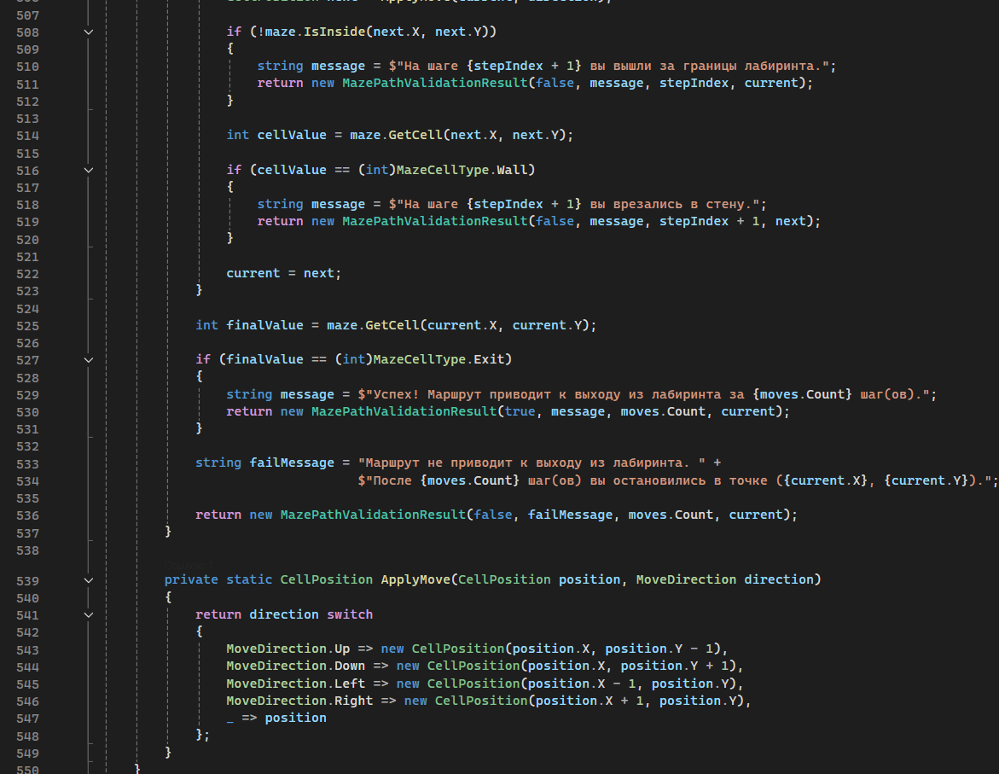 507
508 if (!maze.IsInside(next.X, next.Y))
509 {
510 string message = $"На шаге {stepIndex + 1} вы вышли за границы лабиринта.";
511 return new MazePathValidationResult(false, message, stepIndex, current);
512 }
513
514 int cellValue = maze.GetCell(next.X, next.Y);
515
516 if (cellValue == (int)MazeCellType.Wall)
517 {
518 string message = $"На шаге {stepIndex + 1} вы врезались в стену.";
519 return new MazePathValidationResult(false, message, stepIndex + 1, next);
520 }
521
522 current = next;
523 }
524
525 int finalValue = maze.GetCell(current.X, current.Y);
526
527 if (finalValue == (int)MazeCellType.Exit)
528 {
529 string message = $"Успех! Маршрут приводит к выходу из лабиринта за {moves.Count} шаг(ов).";
530 return new MazePathValidationResult(true, message, moves.Count, current);
531 }
532
533 string failMessage = "Маршрут не приводит к выходу из лабиринта. " +
534 $"После {moves.Count} шаг(ов) вы остановились в точке ({current.X}, {current.Y}).";
535
536 return new MazePathValidationResult(false, failMessage, moves.Count, current);
537 }
538
539 private static CellPosition ApplyMove(CellPosition position, MoveDirection direction)
540 {
541 return direction switch
542 {
543 MoveDirection.Up => new CellPosition(position.X, position.Y - 1),
544 MoveDirection.Down => new CellPosition(position.X, position.Y + 1),
545 MoveDirection.Left => new CellPosition(position.X - 1, position.Y),
546 MoveDirection.Right => new CellPosition(position.X + 1, position.Y),
547 _ => position
548 };
549 }
550 }